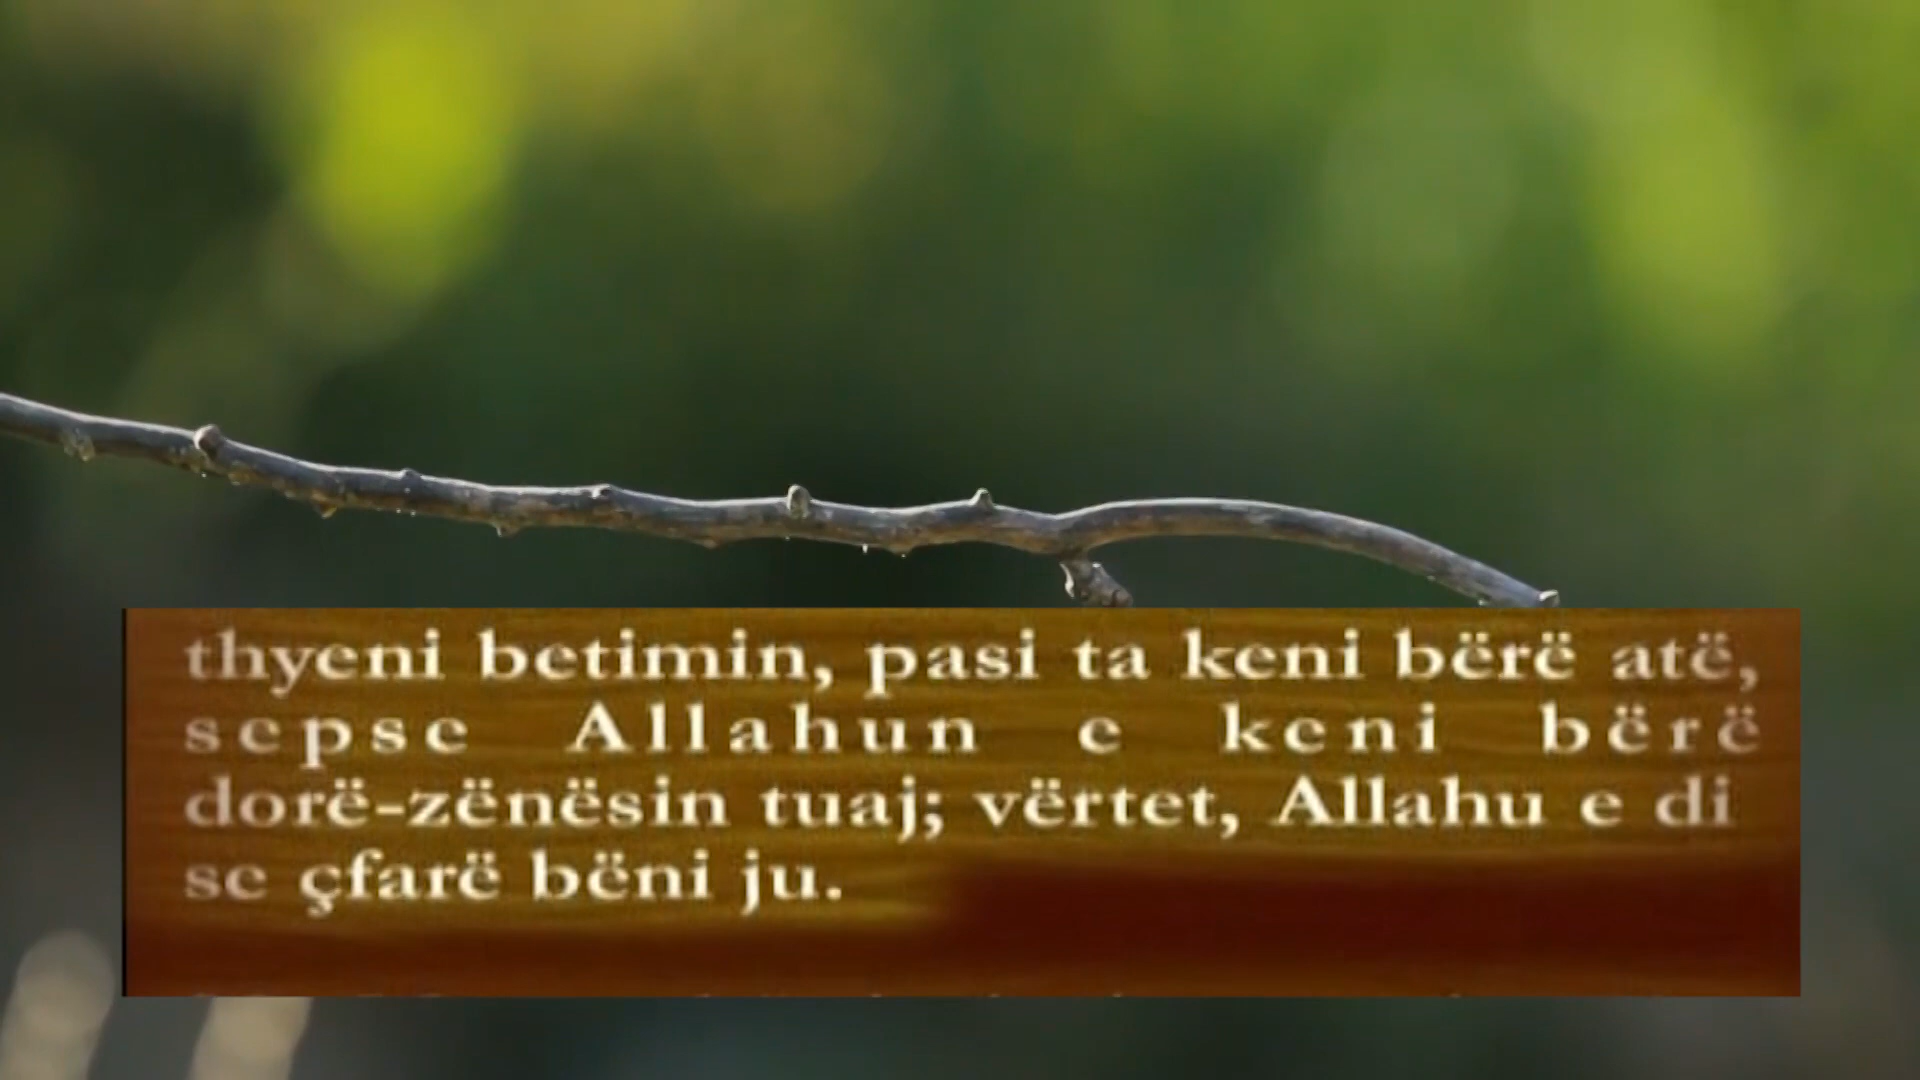 thyeni betimin, pasi ta keni bërë atë,
sepse Allahun e keni bërë
dorë-zënësin tuaj; vërtet, Allahu e di
se çfarë bëni ju.